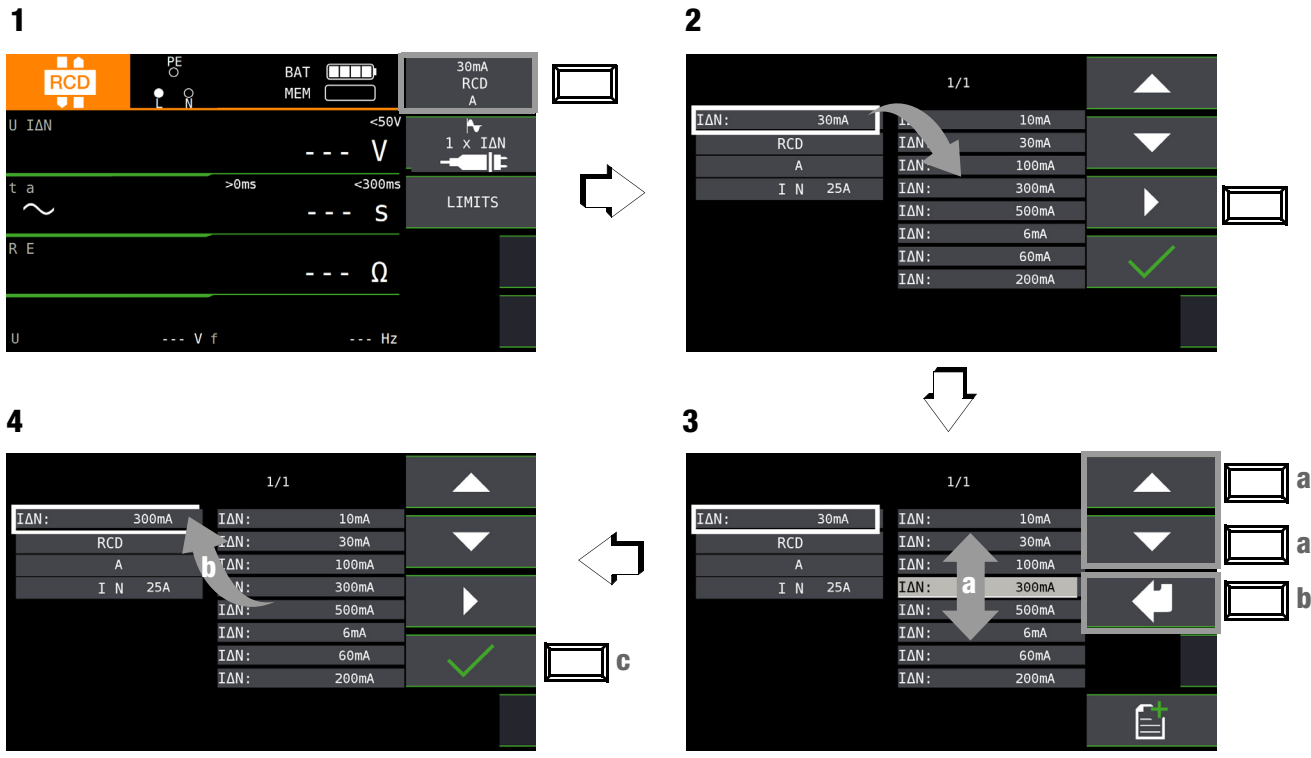 1
RCD
PE
L
N
BAT
MEM
30mA
RCD
A
U IΔN
<50V
--- V
1 x IΔN
t a
>0ms
<300ms
--- s
LIMITS
R E
--- Ω
U --- V f --- Hz
2
1/1
IΔN: 30mA
RCD
A
I N 25A
10mA
IΔN: 30mA
IΔN: 100mA
IΔN: 300mA
IΔN: 500mA
IΔN: 6mA
IΔN: 60mA
IΔN: 200mA
4
1/1
IΔN: 300mA
RCD
A
I N 25A
IΔN: 10mA
IΔN: 30mA
IΔN: 100mA
300mA
IΔN: 500mA
IΔN: 6mA
IΔN: 60mA
IΔN: 200mA
b
c
3
1/1
IΔN: 30mA
RCD
A
I N 25A
IΔN: 10mA
IΔN: 30mA
IΔN: 100mA
IΔN: 300mA
IΔN: 500mA
IΔN: 6mA
IΔN: 60mA
IΔN: 200mA
a
a
a
b